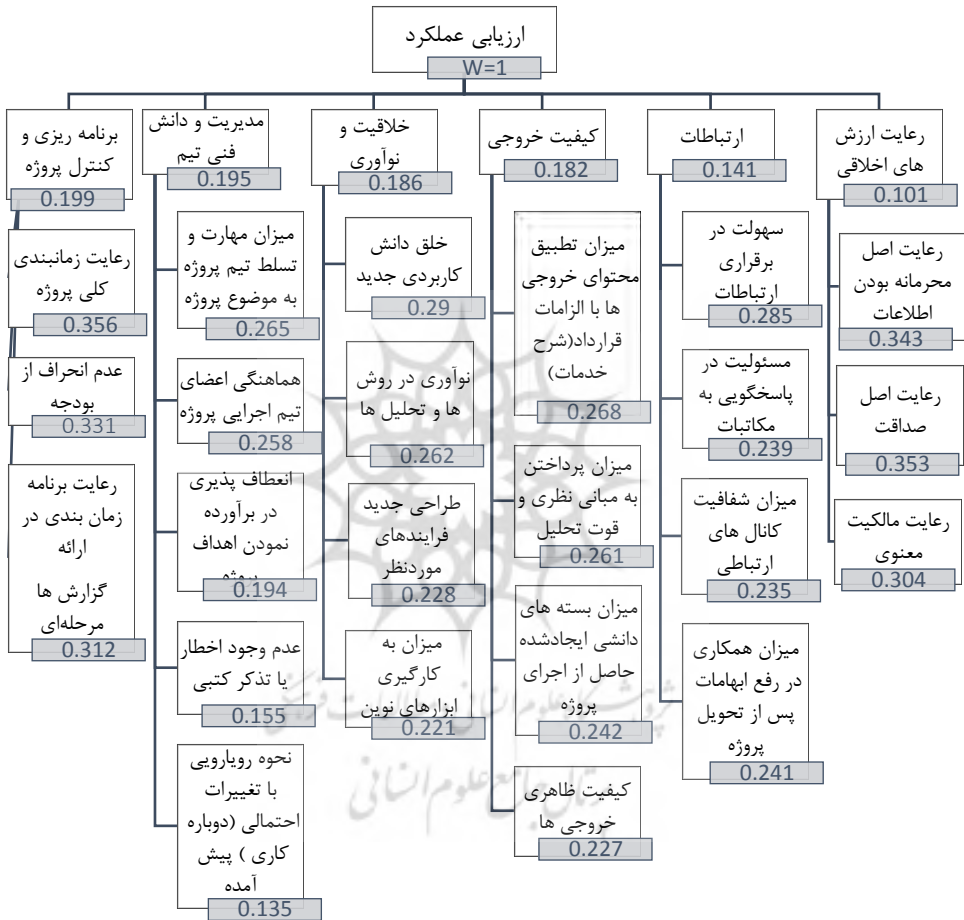 ارزیابی عملکرد
W=1
رعایت ارزش
های اخلاقی
0.101
رعایت اصل
محرمانه بودن
اطلاعات
0.343
رعایت اصل
صداقت
0.353
رعایت مالکیت
معنوی
0.304
ارتباطات
0.141
سهولت در
برقراری
ارتباطات
0.285
مسئولیت در
پاسخگویی به
مکاتبات
0.239
میزان شفافیت
کانال های
ارتباطی
0.235
میزان همکاری
در رفع ابهامات
پس از تحویل
پروژه
0.241
کیفیت خروجی
0.182
میزان تطبیق
محتوای خروجی
ها با الزامات
قرارداد(شرح
خدمات)
0.268
میزان پرداختن
به مبانی نظری و
قوت تحلیل
0.261
میزان بسته های
دانشی ایجادشده
حاصل از اجرای
پروژه
0.242
کیفیت ظاهری
خروجی ها
0.227
خلاقیت و
نوآوری
0.186
خلق دانش
کاربردی جدید
0.29
نوآوری در روش
ها و تحلیل ها
0.262
طراحی جدید
فرایندهای
موردنظر
0.228
میزان به
کارگیری
ابزارهای نوین
0.221
مدیریت و دانش
فنی تیم
0.195
میزان مهارت و
تسلط تیم پروژه
به موضوع پروژه
0.265
هماهنگی اعضای
تیم اجرایی پروژه
0.258
انعطاف پذیری
در برآورده
نمودن اهداف
0.194
عدم وجود اخطار
یا تذکر کتبی
0.155
نحوه رویارویی
با تغییرات
احتمالی (دوباره
کاری ) پیش
آمده
0.135
برنامه ریزی و
کنترل پروژه
0.199
رعایت زمانبندی
کلی پروژه
0.356
عدم انحراف از
بودجه
0.331
رعایت برنامه
زمان بندی در
ارائه
گزارش ها
مرحله‌ای
0.312
پژوهشگاه علوم انسانی و مطالعات فرهنگی
پرتال جامع علوم انسانی